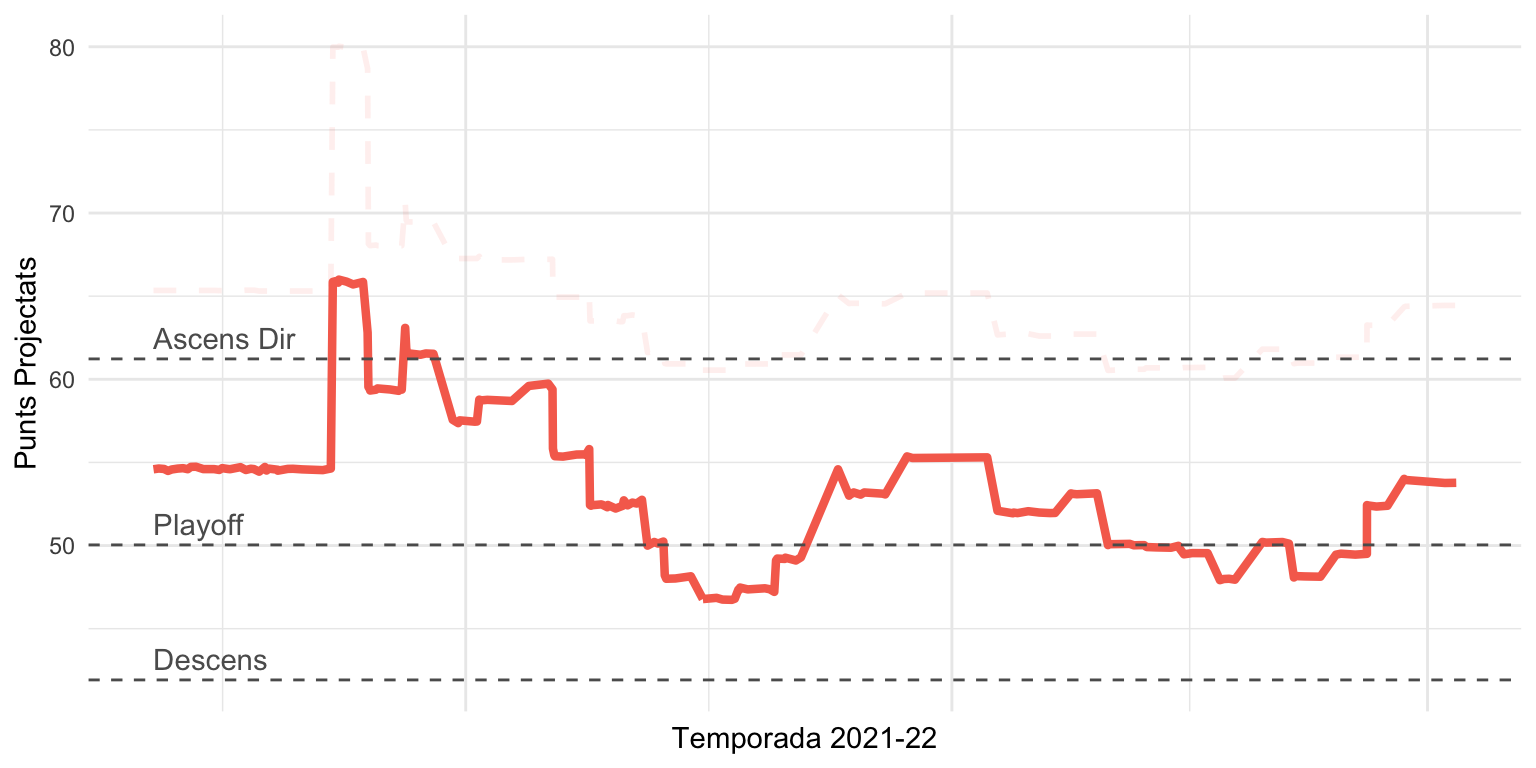 80
70
60
50
Punts Projectats
Ascens Dir
Playoff
Descens
Temporada 2021-22